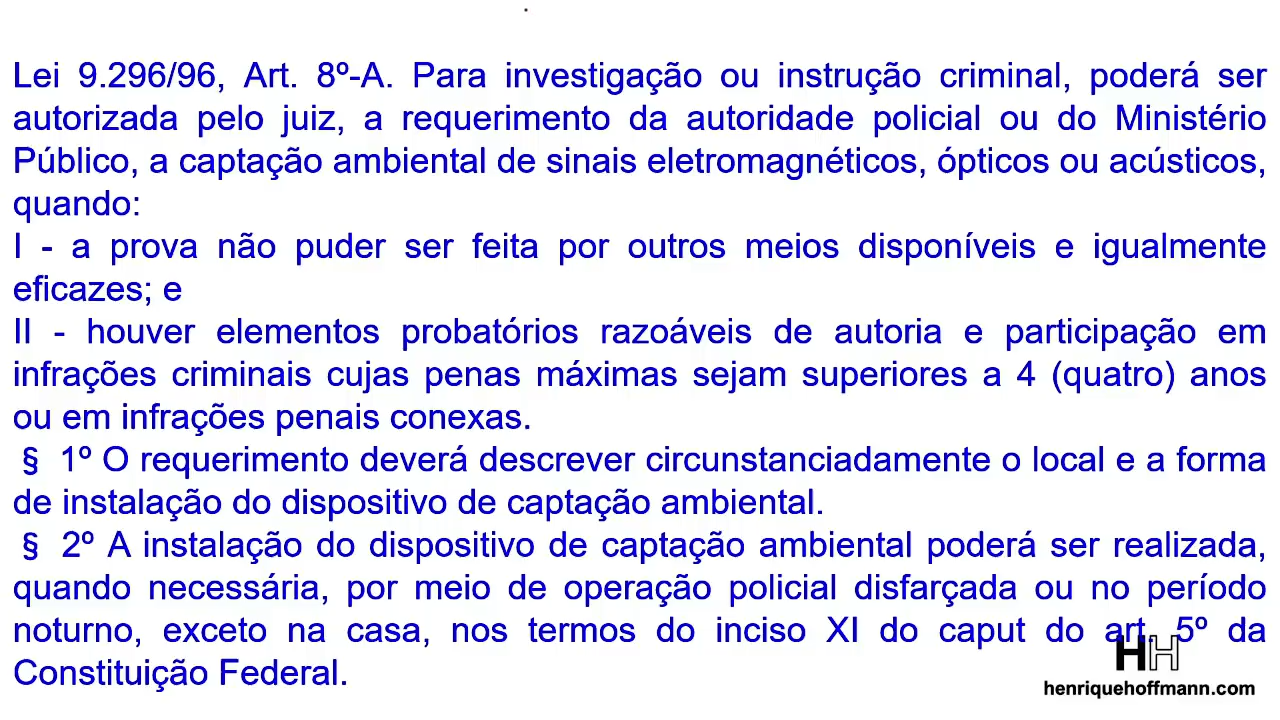 Lei 9.296/96, Art. 8º-A. Para investigação ou instrução criminal, poderá ser
autorizada pelo juiz, a requerimento da autoridade policial ou do Ministério
Público, a captação ambiental de sinais eletromagnéticos, ópticos ou acústicos,
quando:
I - a prova não puder ser feita por outros meios disponíveis e igualmente
eficazes; e
II - houver elementos probatórios razoáveis de autoria e participação em
infrações criminais cujas penas máximas sejam superiores a 4 (quatro) anos
ou em infrações penais conexas.
§ 1º O requerimento deverá descrever circunstanciadamente o local e a forma
de instalação do dispositivo de captação ambiental.
§ 2º A instalação do dispositivo de captação ambiental poderá ser realizada,
quando necessária, por meio de operação policial disfarçada ou no período
noturno, exceto na casa, nos termos do inciso XI do caput do art. 5º da
Constituição Federal.
HH
henriquehoffmann.com